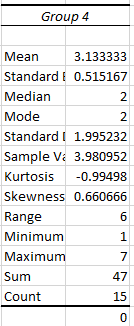 Group 4
Mean 3.133333
Standard E 0.515167
Median 2
Mode 2
Standard D 1.995232
Sample Va 3.980952
Kurtosis -0.99498
Skewness 0.660666
Range 6
Minimum 1
Maximum 7
Sum 47
Count 15
0